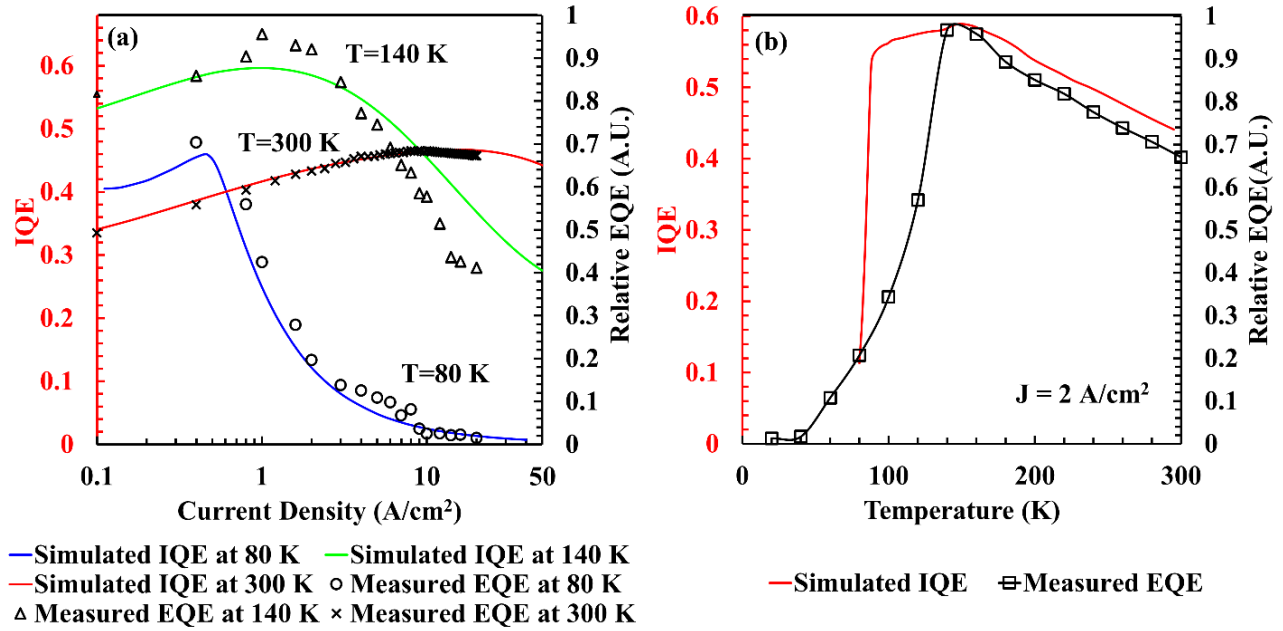 (a)
T=140 K
T=300 K
T=80 K
IQE
0.6
0.5
0.4
0.3
0.2
0.1
0
1
0.9
0.8
0.7
0.6
0.5
0.4
0.3
0.2
0.1
0
Relative EQE (A.U.)
0.1 1 10 50
Current Density (A/cm²)
Simulated IQE at 80 K Simulated IQE at 140 K
Simulated IQE at 300 K Measured EQE at 80 K
Measured EQE at 140 K Measured EQE at 300 K
(b)
J = 2 A/cm²
IQE
0.6
0.5
0.4
0.3
0.2
0.1
0
1
0.9
0.8
0.7
0.6
0.5
0.4
0.3
0.2
0.1
0
Relative EQE(A.U.)
0 100 200 300
Temperature (K)
Simulated IQE Measured EQE